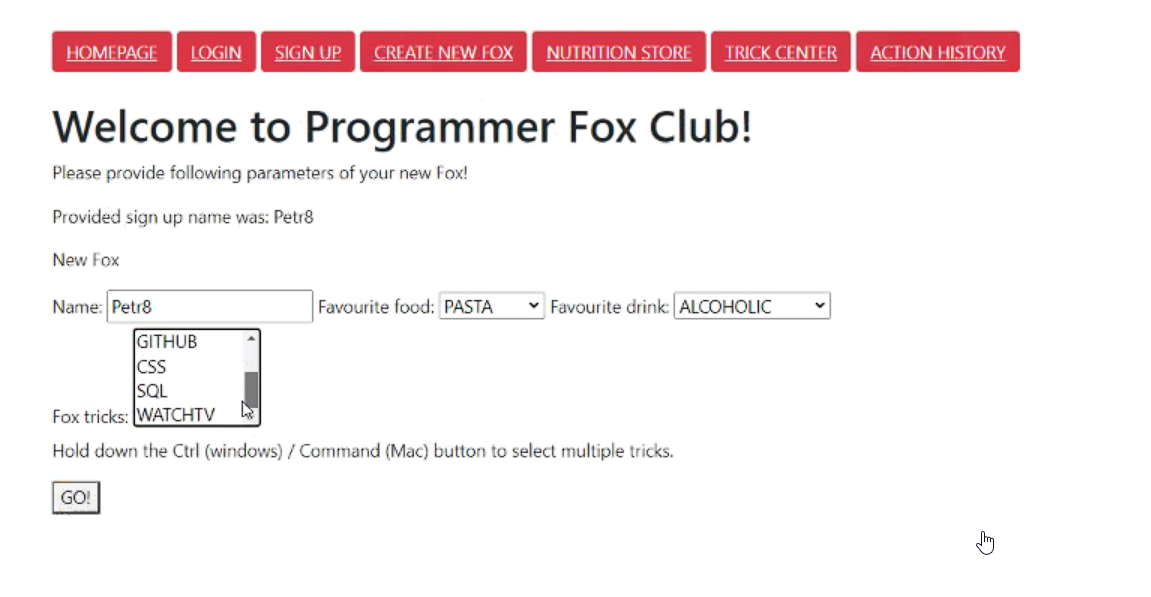 HOMEPAGE LOGIN SIGN UP CREATE NEW FOX NUTRITION STORE TRICK CENTER ACTION HISTORY
Welcome to Programmer Fox Club!
Please provide following parameters of your new Fox!
Provided sign up name was: Petr8
New Fox
Name: Petr8 Favourite food: PASTA Favourite drink: ALCOHOLIC
GITHUB
CSS
SQL
Fox tricks: WATCHTV
Hold down the Ctrl (windows) / Command (Mac) button to select multiple tricks.
GO!